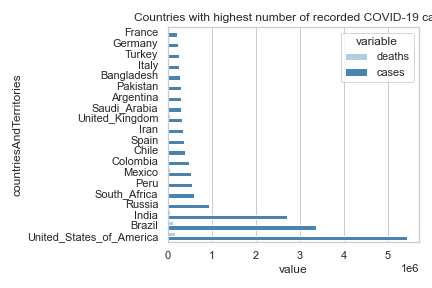 Countries with highest number of recorded COVID-19 ca
countriesAndTerritories
France
Germany
Turkey
Italy
Bangladesh
Pakistan
Argentina
Saudi_Arabia
United_Kingdom
Iran
Spain
Chile
Colombia
Mexico
Peru
South_Africa
Russia
India
Brazil
United_States_of_America
variable
deaths
cases
0 1 2 3 4 5
1e6
value